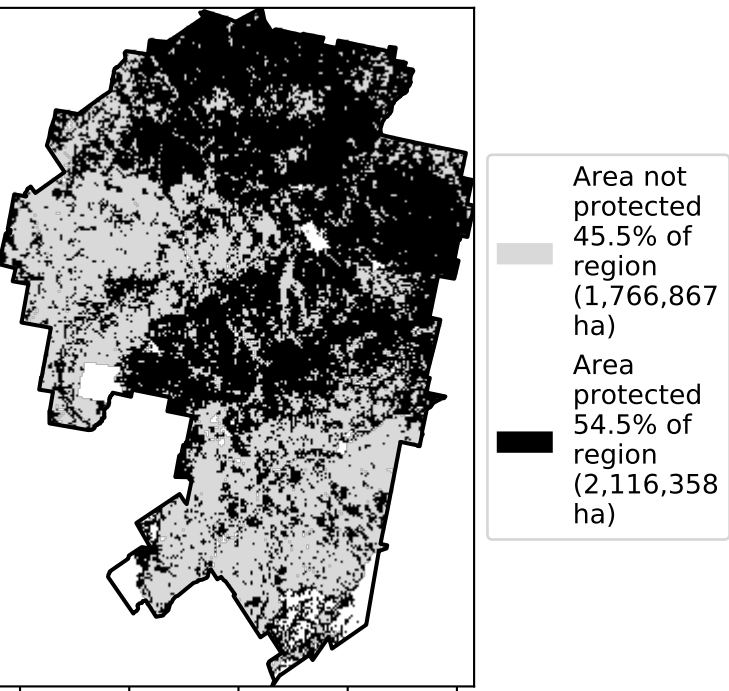 Area not
protected
45.5% of
region
(1,766,867
ha)
Area
protected
54.5% of
region
(2,116,358
ha)